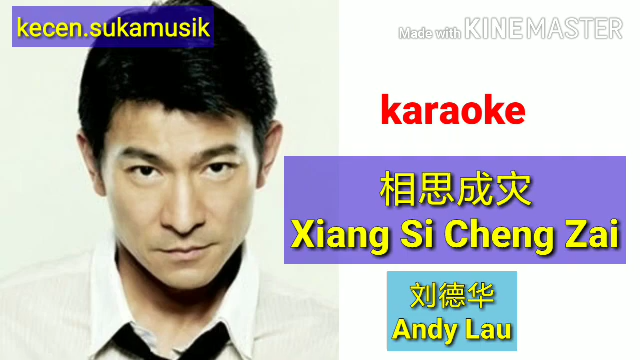 kecen.sukamusik
Made with KINEMASTER
karaoke
相思成灾
Xiang Si Cheng Zai
刘德华
Andy Lau